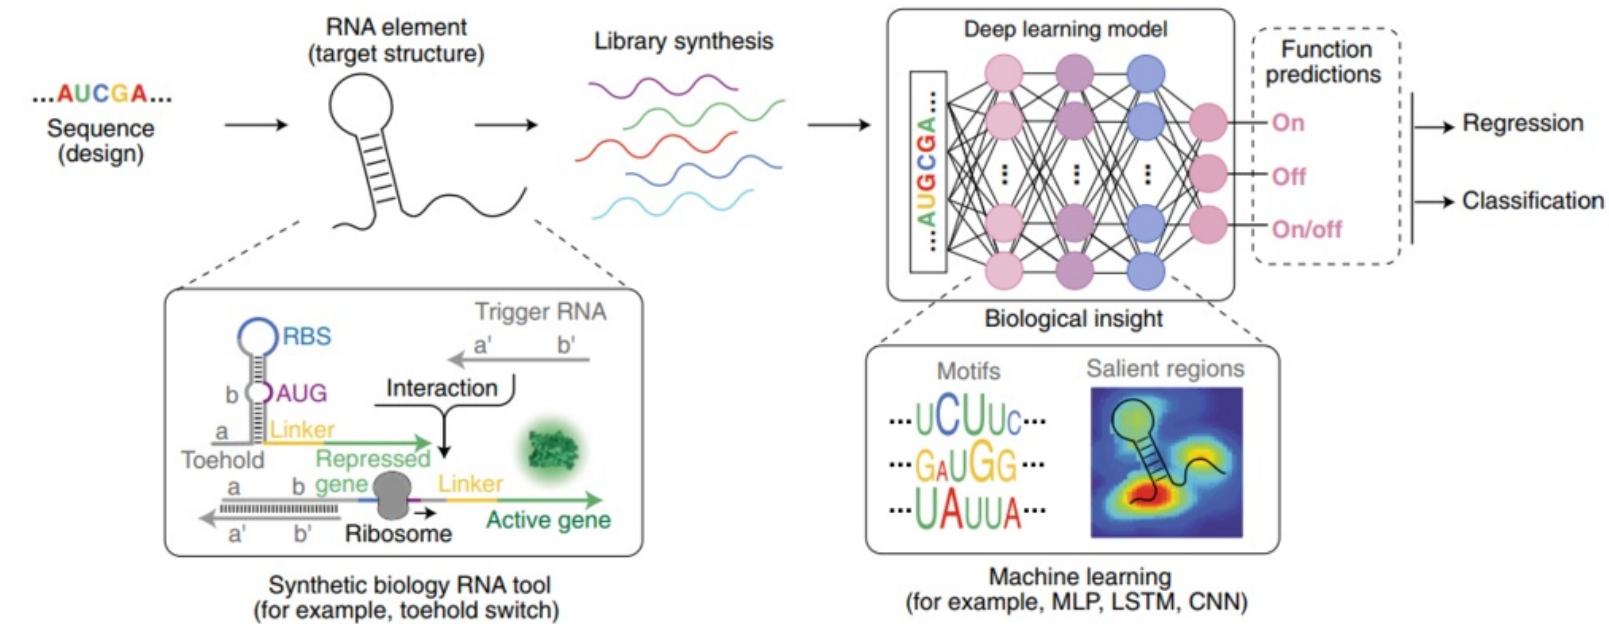 ...AUCGA...
Sequence
(design)
RNA element
(target structure)
Library synthesis
Deep learning model
...AUGCGA...
Function
predictions
On
Off
On/off
Regression
Classification
RBS
b
AUG
a
Linker
Toehold
Repressed
gene
Trigger RNA
a' b'
Interaction
a b
Linker
a' b'
Ribosome
Active gene
Synthetic biology RNA tool
(for example, toehold switch)
Biological insight
Motifs
...UCUUC...
...GAUGG...
...UAUUA...
Salient regions
Machine learning
(for example, MLP, LSTM, CNN)